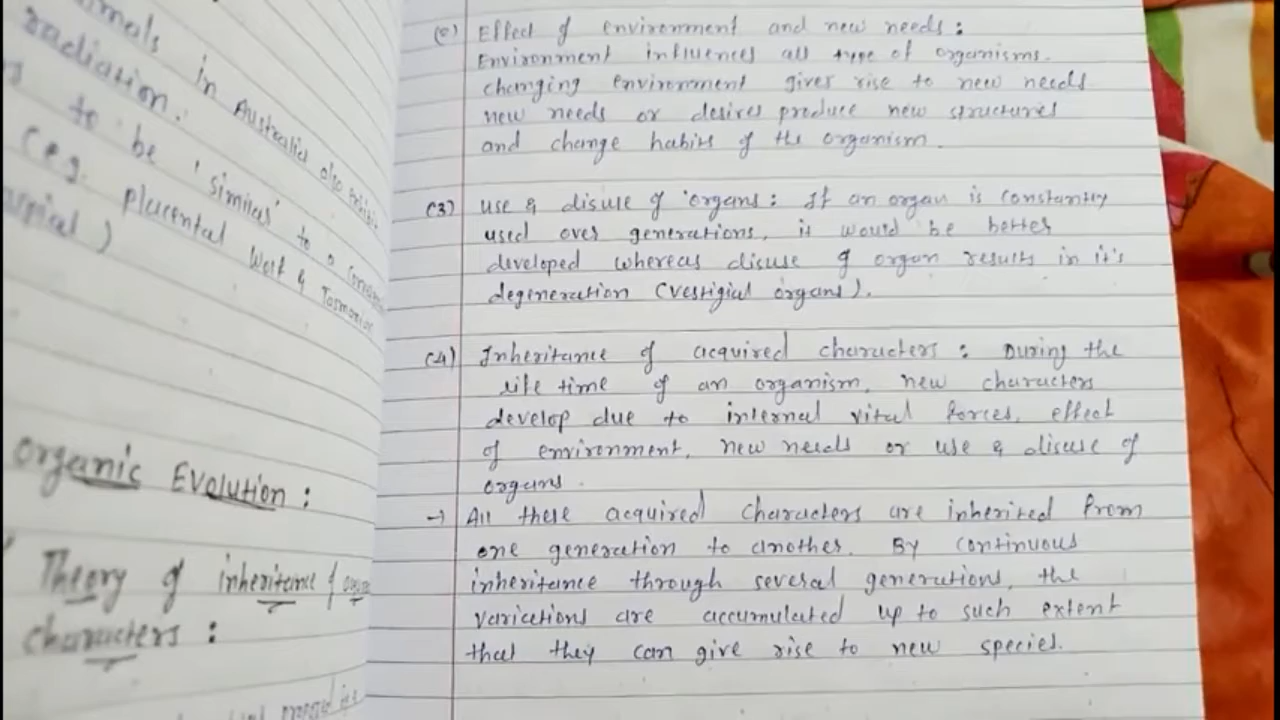 mals in Australia also
radiation.
to be 'similar' to a
(eg. placental Wolf & Tasmanian
organic Evolution :
Theory of inheritance of
characters :
Effect of environment and new needs :
Environment influences all type of organisms.
changing environment gives rise to new needs
new needs or desires produce new structures
and change habits of the organism.
(3) use & disuse of organs : If an organ is constantly
used over generations, it would be better
developed whereas disuse of organ results in it's
degeneration (vestigial organs).
(4) Inheritance of acquired characters : During the
life time of an organism, new characters
develop due to internal vital forces, effect
of environment, new needs or use & disuse of
organs.
→ All these acquired characters are inherited from
one generation to another. By continuous
inheritance through several generations, the
variations are accumulated up to such extent
that they can give rise to new species.